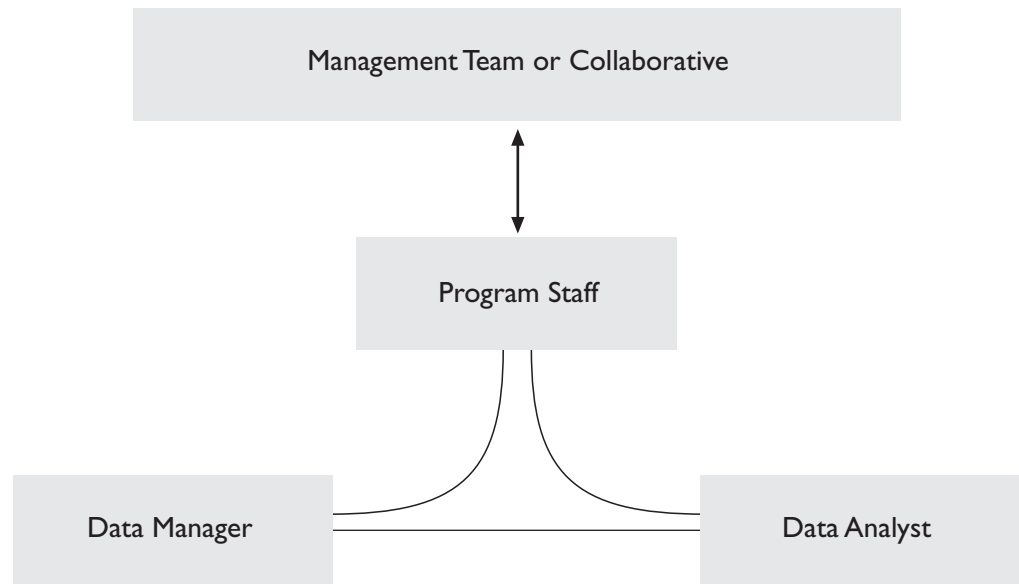 Management Team or Collaborative
Program Staff
Data Manager
Data Analyst